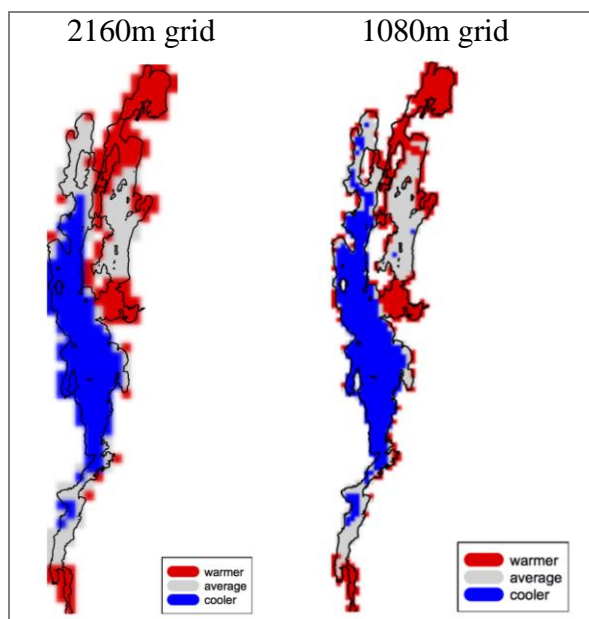 2160m grid
1080m grid
warmer
average
cooler
warmer
average
cooler